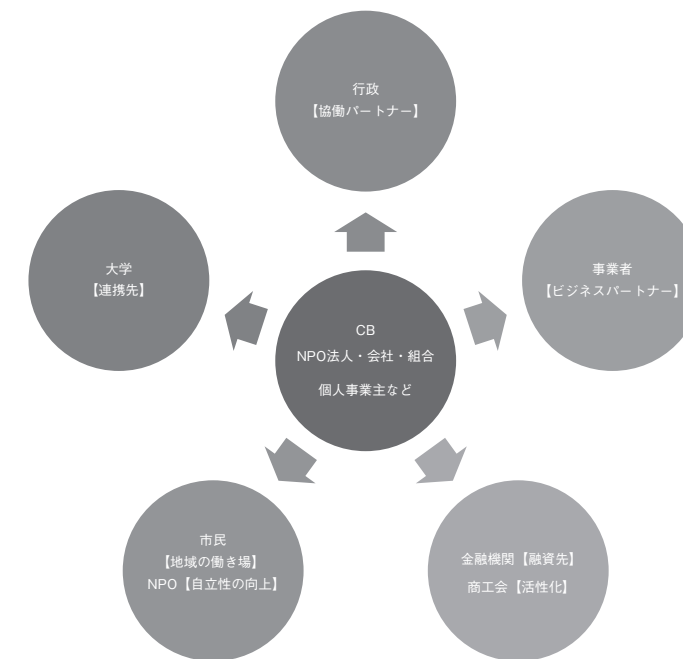 行政
【協働パートナー】
大学
【連携先】
事業者
【ビジネスパートナー】
CB
NPO法人・会社・組合
個人事業主など
市民
【地域の働き場】
NPO【自立性の向上】
金融機関【融資先】
商工会【活性化】